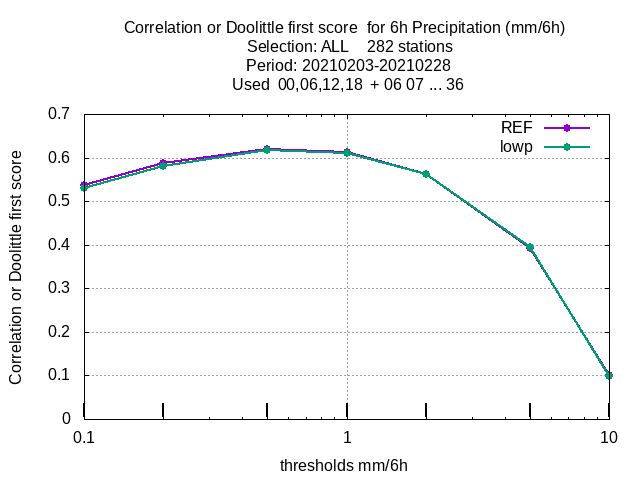 Correlation or Doolittle first score  for 6h Precipitation (mm/6h)
Selection: ALL    282 stations
Period: 20210203-20210228
Used  00,06,12,18  + 06 07 ... 36
REF
lowp
Correlation or Doolittle first score
0.7
0.6
0.5
0.4
0.3
0.2
0.1
0
0.1
1
10
thresholds mm/6h